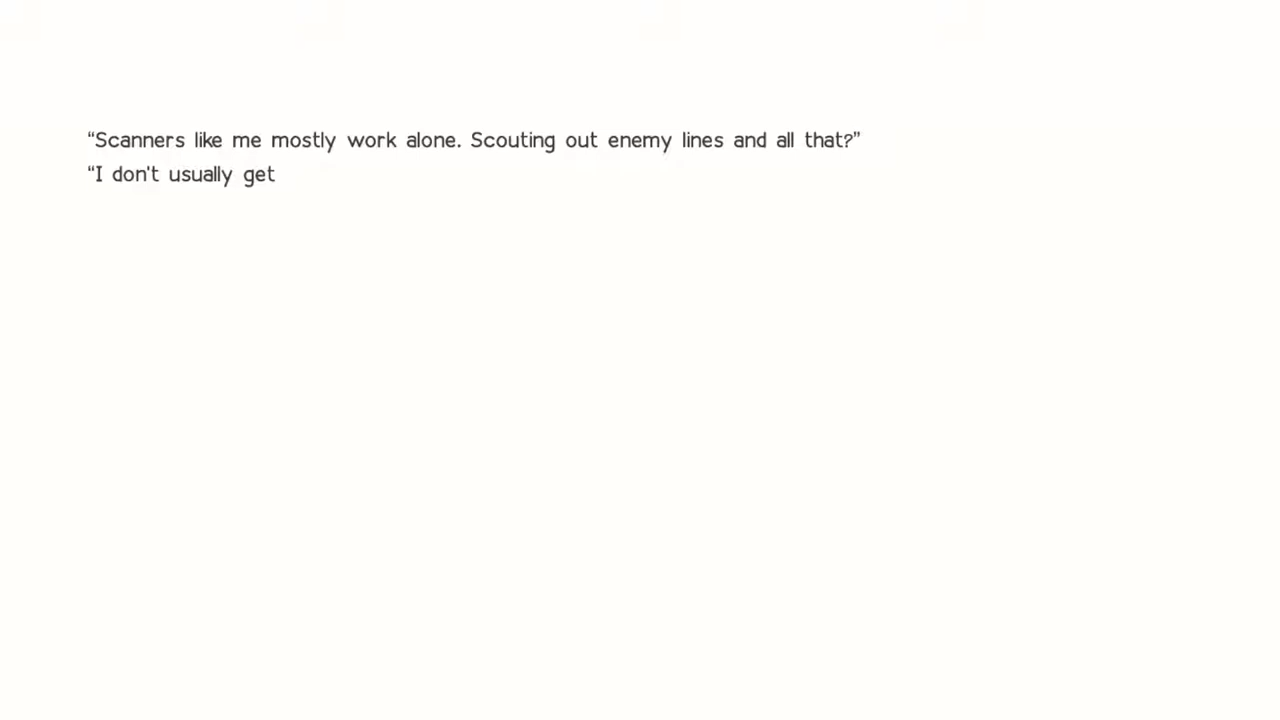 “Scanners like me mostly work alone. Scouting out enemy lines and all that?”
“I don't usually get